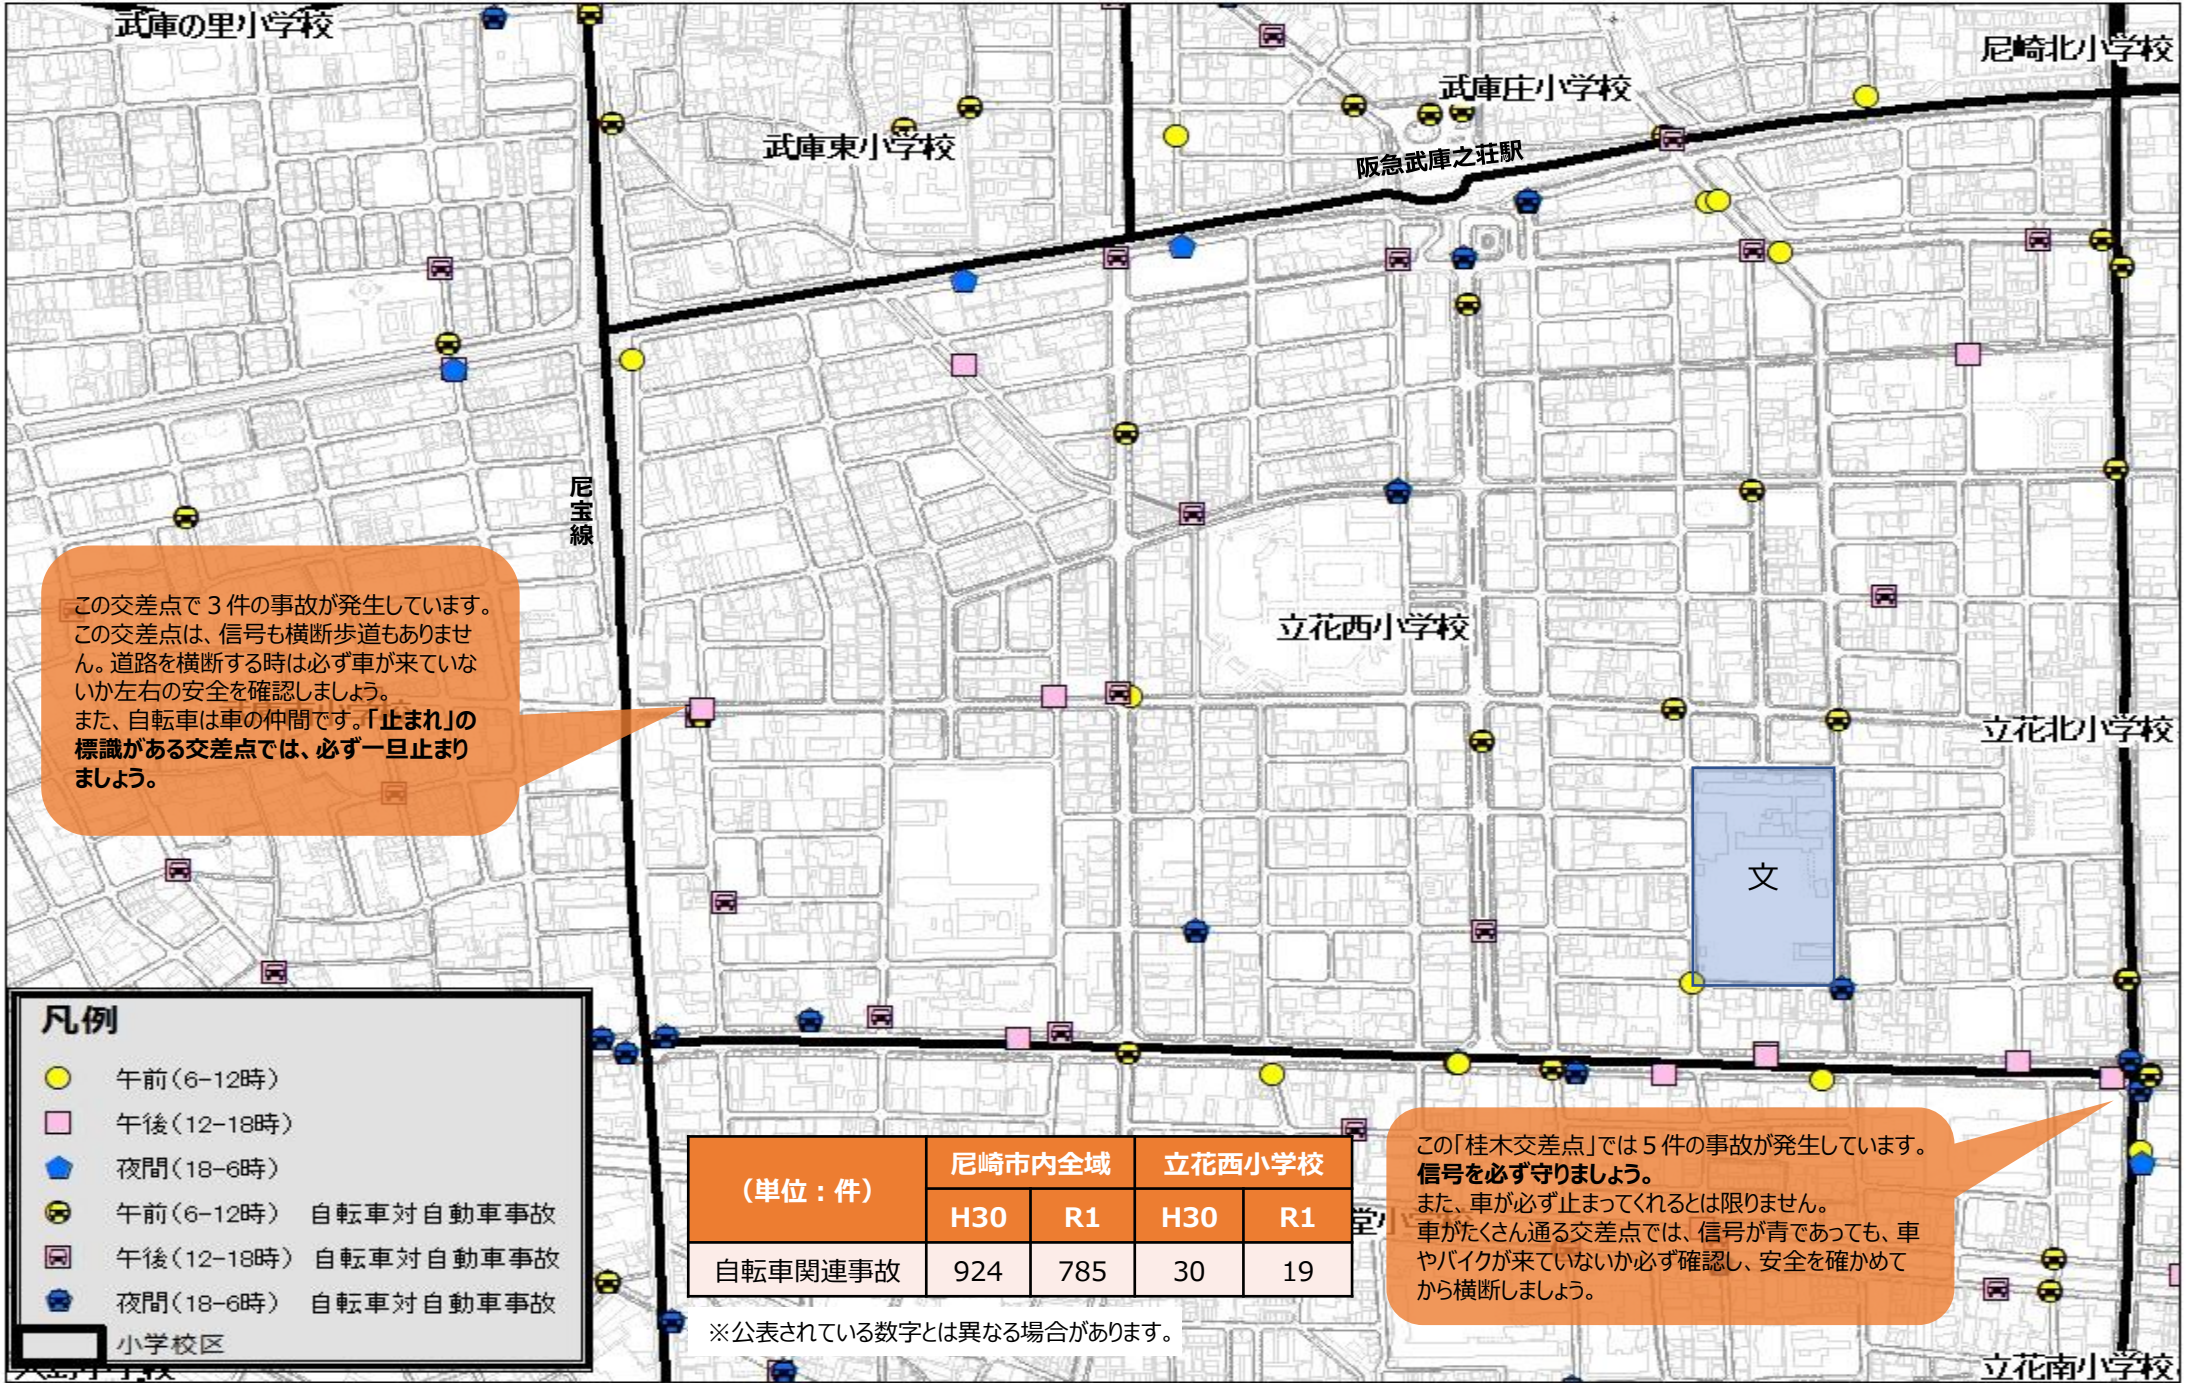 武庫の里小学校
尼崎北小学校
武庫庄小学校
武庫東小学校
阪急武庫之荘駅
尼宝線
この交差点で3件の事故が発生しています。
この交差点は、信号も横断歩道もありませ
ん。道路を横断する時は必ず車が来ていな
いか左右の安全を確認しましょう。
また、自転車は車の仲間です。「止まれ」の
標識がある交差点では、必ず一旦止まり
ましょう。
立花西小学校
立花北小学校
文
凡例
午前(6-12時)
午後(12-18時)
夜間(18-6時)
午前(6-12時) 自転車対自動車事故
午後(12-18時) 自転車対自動車事故
夜間(18-6時) 自転車対自動車事故
小学校区
(単位：件) 尼崎市内全域 立花西小学校
H30 R1 H30 R1
自転車関連事故 924 785 30 19
※公表されている数字とは異なる場合があります。
堂小学校
この「桂木交差点」では5件の事故が発生しています。
信号を必ず守りましょう。
また、車が必ず止まってくれるとは限りません。
車がたくさん通る交差点では、信号が青であっても、車
やバイクが来ていないか必ず確認し、安全を確かめて
から横断しましょう。
立花南小学校